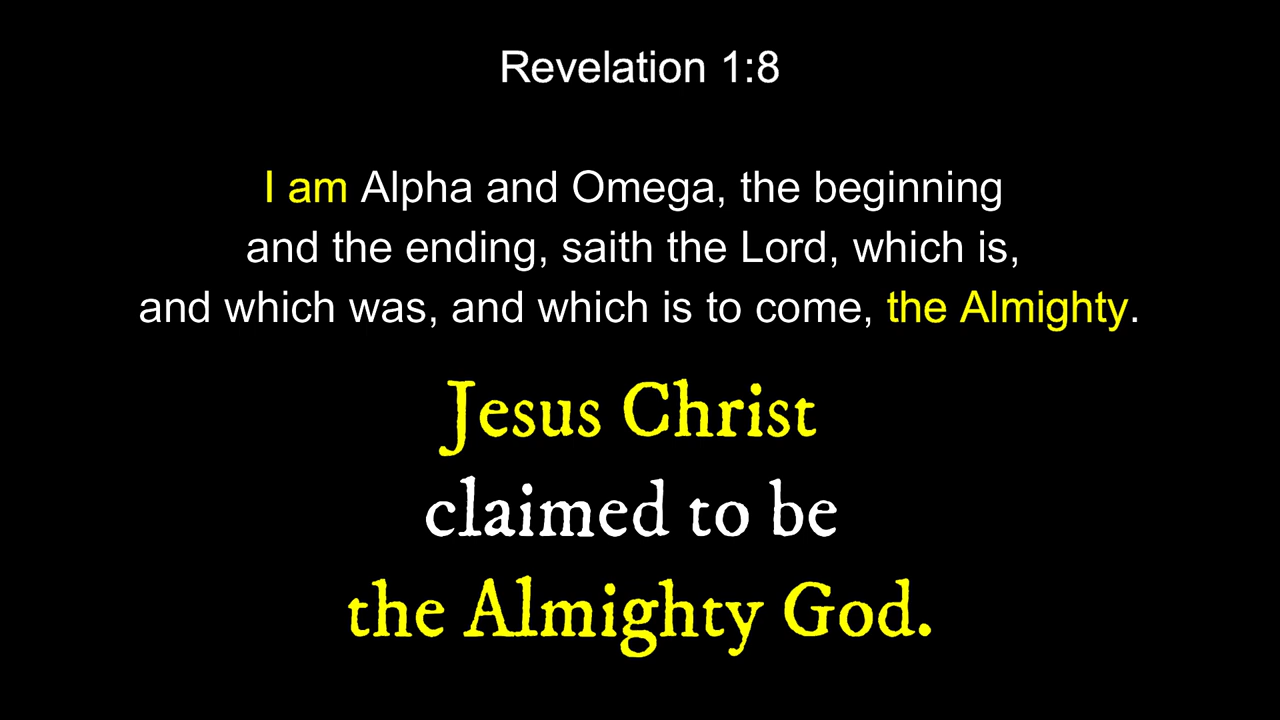 Revelation 1:8
I am Alpha and Omega, the beginning
and the ending, saith the Lord, which is,
and which was, and which is to come, the Almighty.
Jesus Christ
claimed to be
the Almighty God.